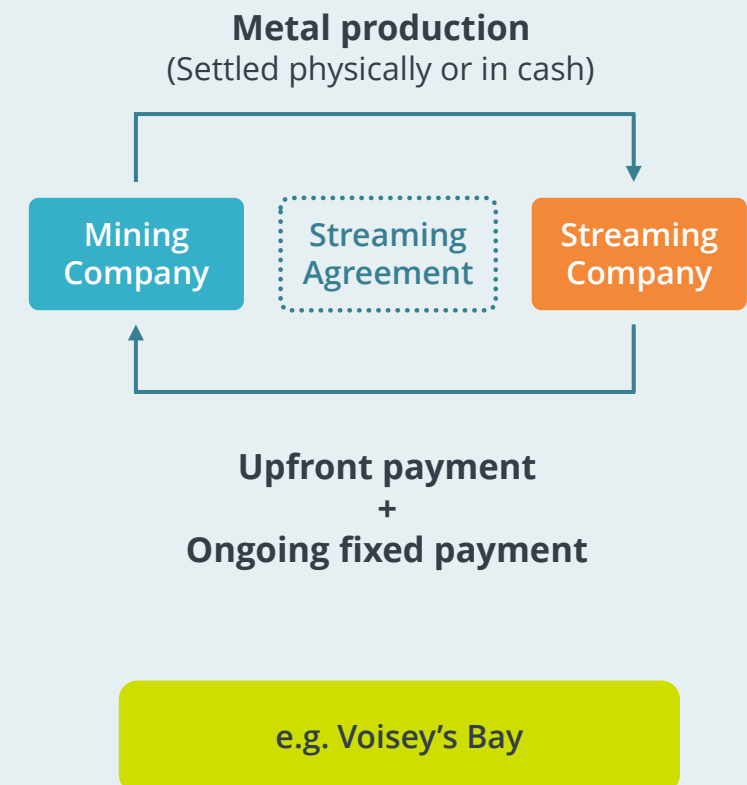 Metal production
(Settled physically or in cash)
Mining
Company
Streaming
Agreement
Streaming
Company
Upfront payment
+
Ongoing fixed payment
e.g. Voisey’s Bay